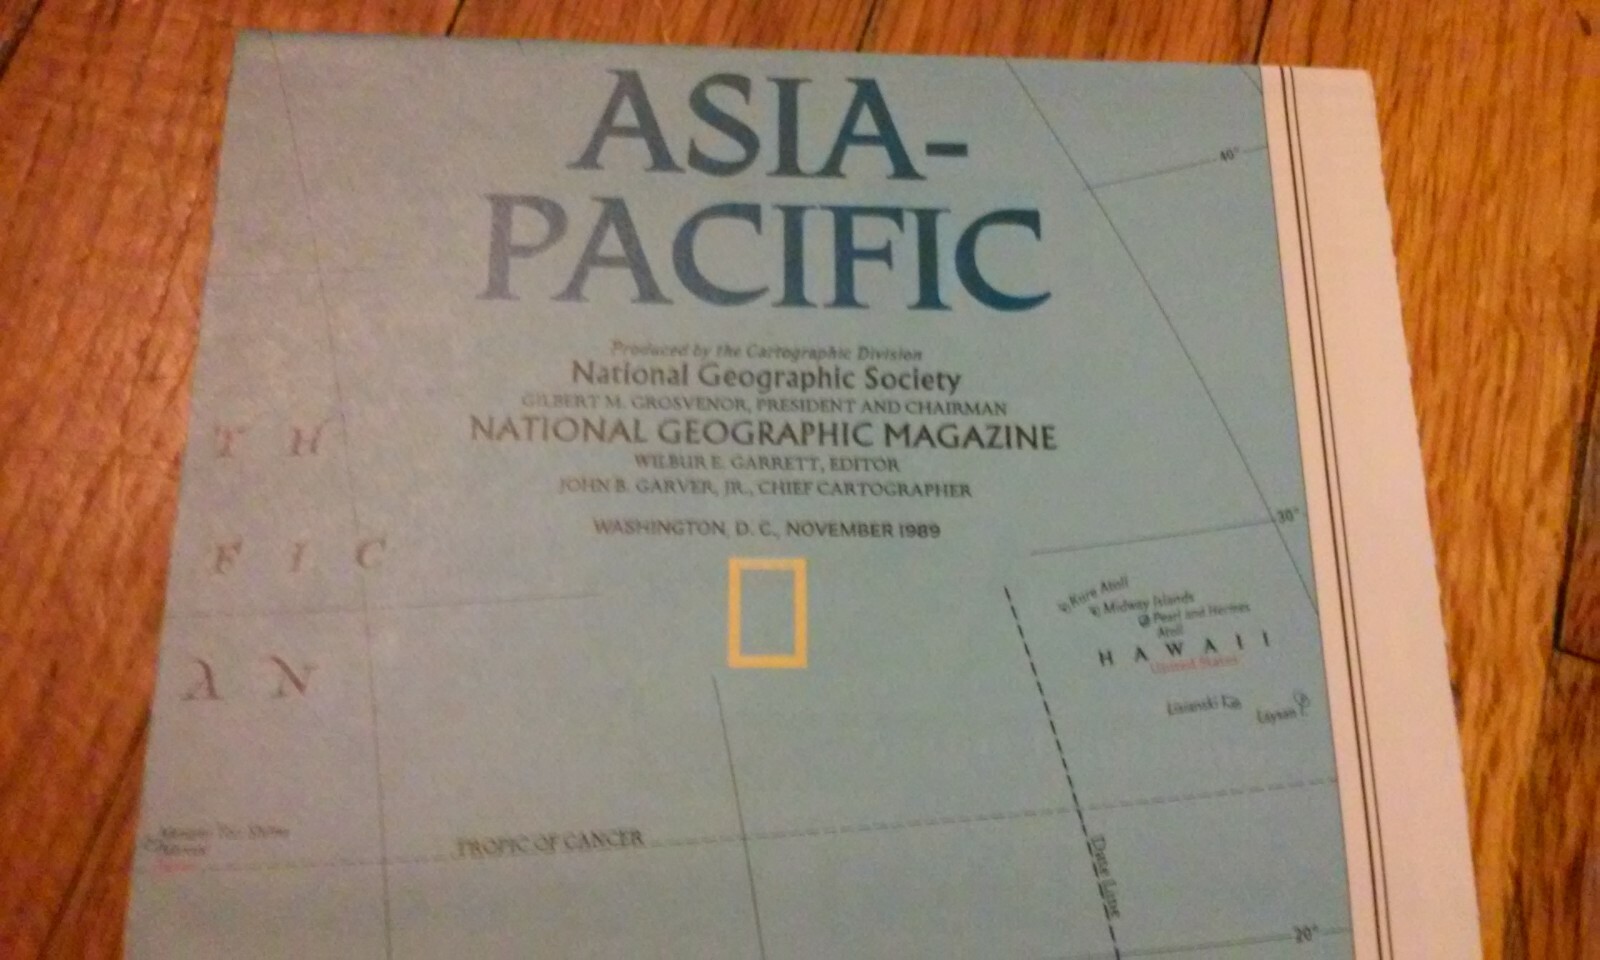 ASIA-
PACIFIC
40°
Produced by the Cartographic Division
National Geographic Society
GILBERT M. GROSVENOR, PRESIDENT AND CHAIRMAN
NATIONAL GEOGRAPHIC MAGAZINE
WILBUR E. GARRETT, EDITOR
JOHN B. GARVER, JR., CHIEF CARTOGRAPHER
WASHINGTON, D. C., NOVEMBER 1989
T H
F I C
A N
30°
Kure Atoll
Midway Islands
Pearl and Hermes
Atoll
HAWAII
United States
Lisianski I.
Laysan I.
TROPIC OF CANCER
Date Line
20°